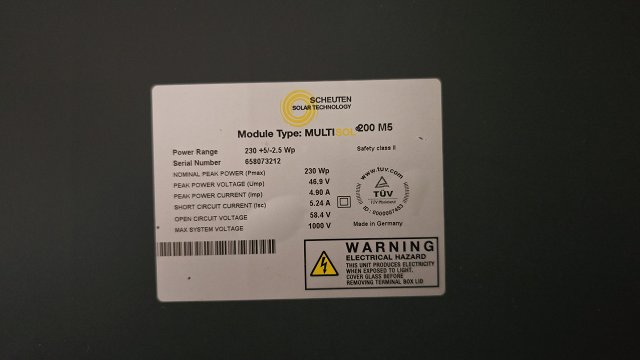 SCHEUTEN
SOLAR TECHNOLOGY
Module Type: MULTISOL 200 M5
Power Range 230 +5/-2.5 Wp
Safety class II
Serial Number 658073212
NOMINAL PEAK POWER (Pmax) 230 Wp
PEAK POWER VOLTAGE (Ump) 46.9 V
PEAK POWER CURRENT (Imp) 4.90 A
SHORT CIRCUIT CURRENT (Isc) 5.24 A
OPEN CIRCUIT VOLTAGE 58.4 V
MAX SYSTEM VOLTAGE 1000 V
www.tuv.com
TÜV
TÜV Rheinland
ID: 0000007453
Made in Germany
WARNING
ELECTRICAL HAZARD
THIS UNIT PRODUCES ELECTRICITY
WHEN EXPOSED TO LIGHT.
COVER GLASS BEFORE
REMOVING TERMINAL BOX LID